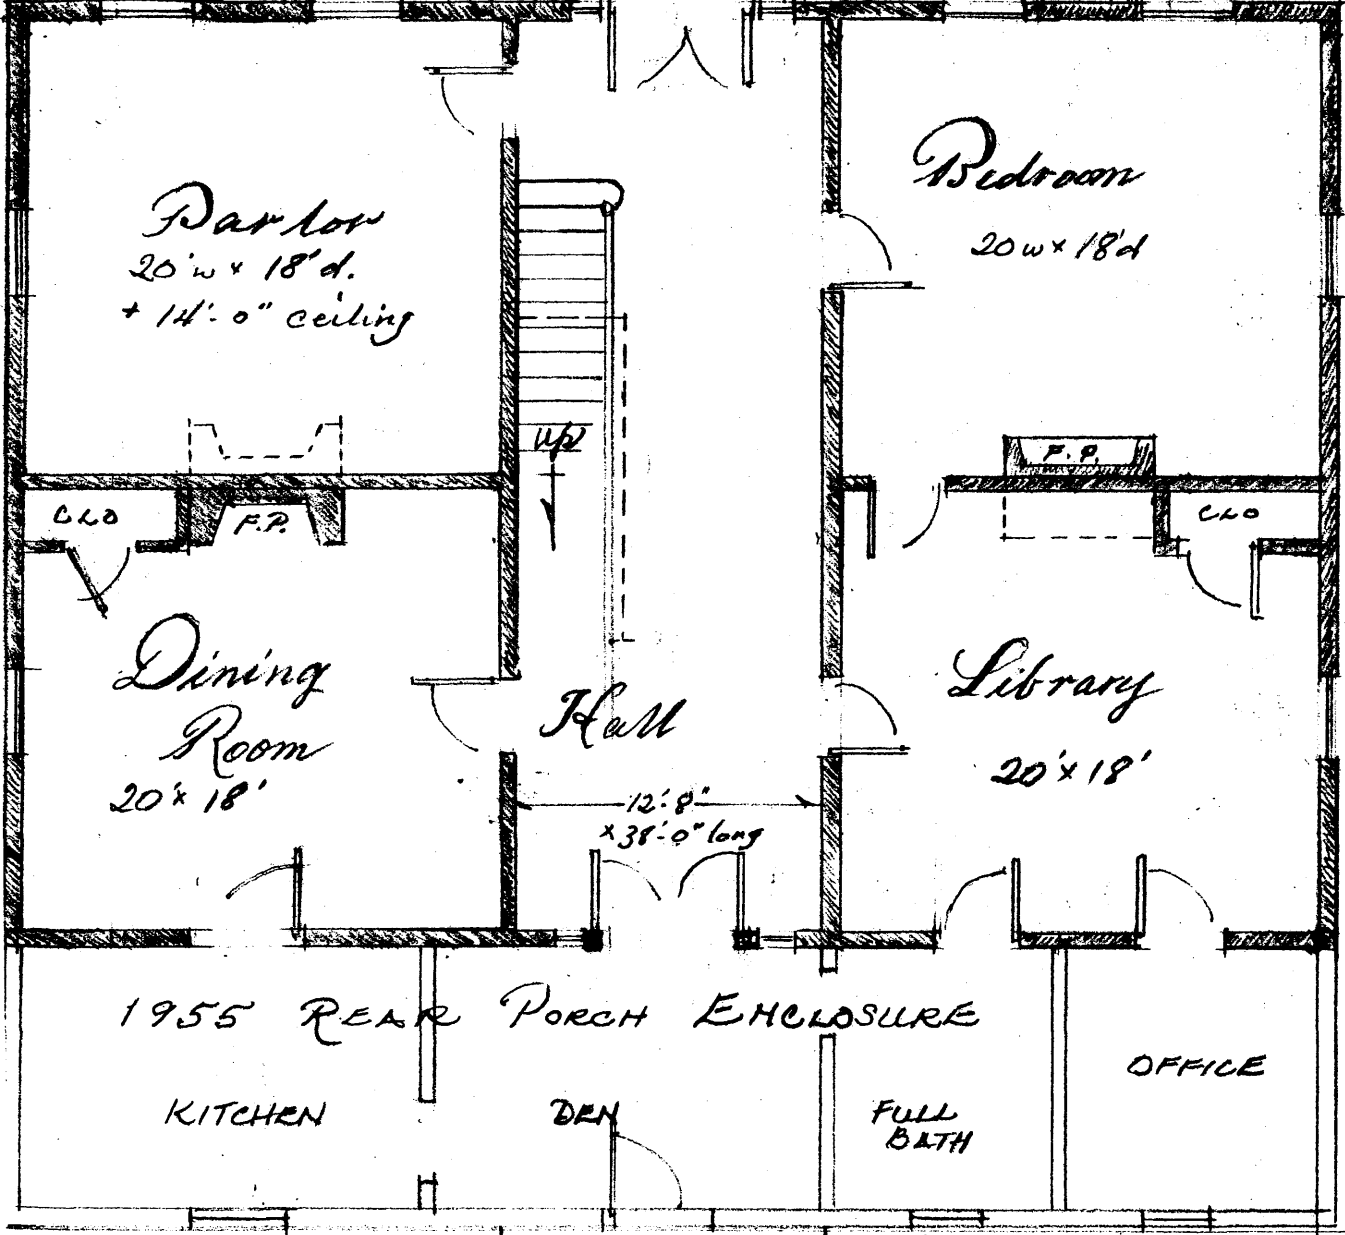 Parlor
20'w x 18'd.
+ 14'-0" ceiling
Bedroom
20w x 18'd
up
F.P.
CLO
F.P.
CLO
Dining
Room
20'x 18'
Hall
12'-8"
x 38'-0" long
Library
20'x 18'
1955 REAR PORCH ENCLOSURE
KITCHEN
DEN
FULL
BATH
OFFICE